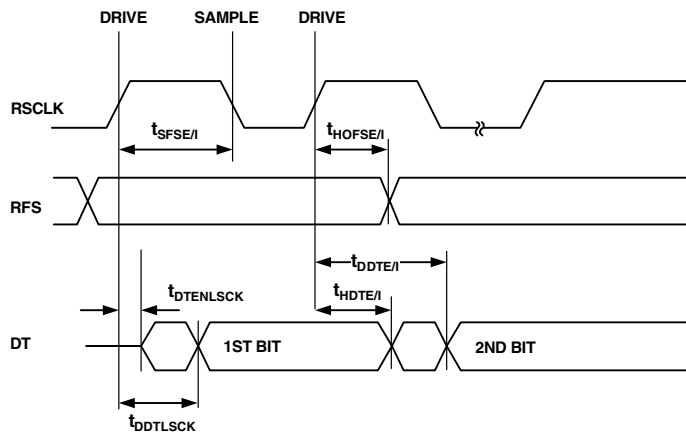 DRIVE SAMPLE DRIVE
RSCLK
tSFSE/I tHOFSE/I
RFS
tDDTE/I
tDTENLSCK tHDTE/I
DT 1ST BIT 2ND BIT
tDDTLSCK